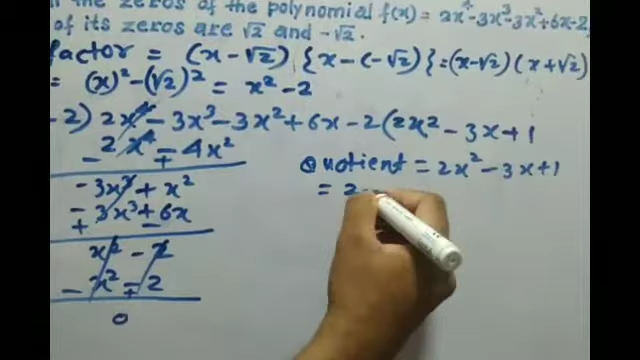 the zeros of the polynomial f(x) = 2x⁴-3x³-3x²+6x-2,
of its zeros are √2 and -√2.
factor = (x-√2) {x-(-√2)} = (x-√2) (x+√2)
= (x)² - (√2)² = x² - 2
-2) 2x⁴ - 3x³ - 3x² + 6x - 2 (2x² - 3x + 1
2x⁴ - 4x²
- +
Quotient = 2x² - 3x + 1
- 3x³ + x²
- 3x³ + 6x
+ -
= 2
x² - 2
x² - 2
- +
0